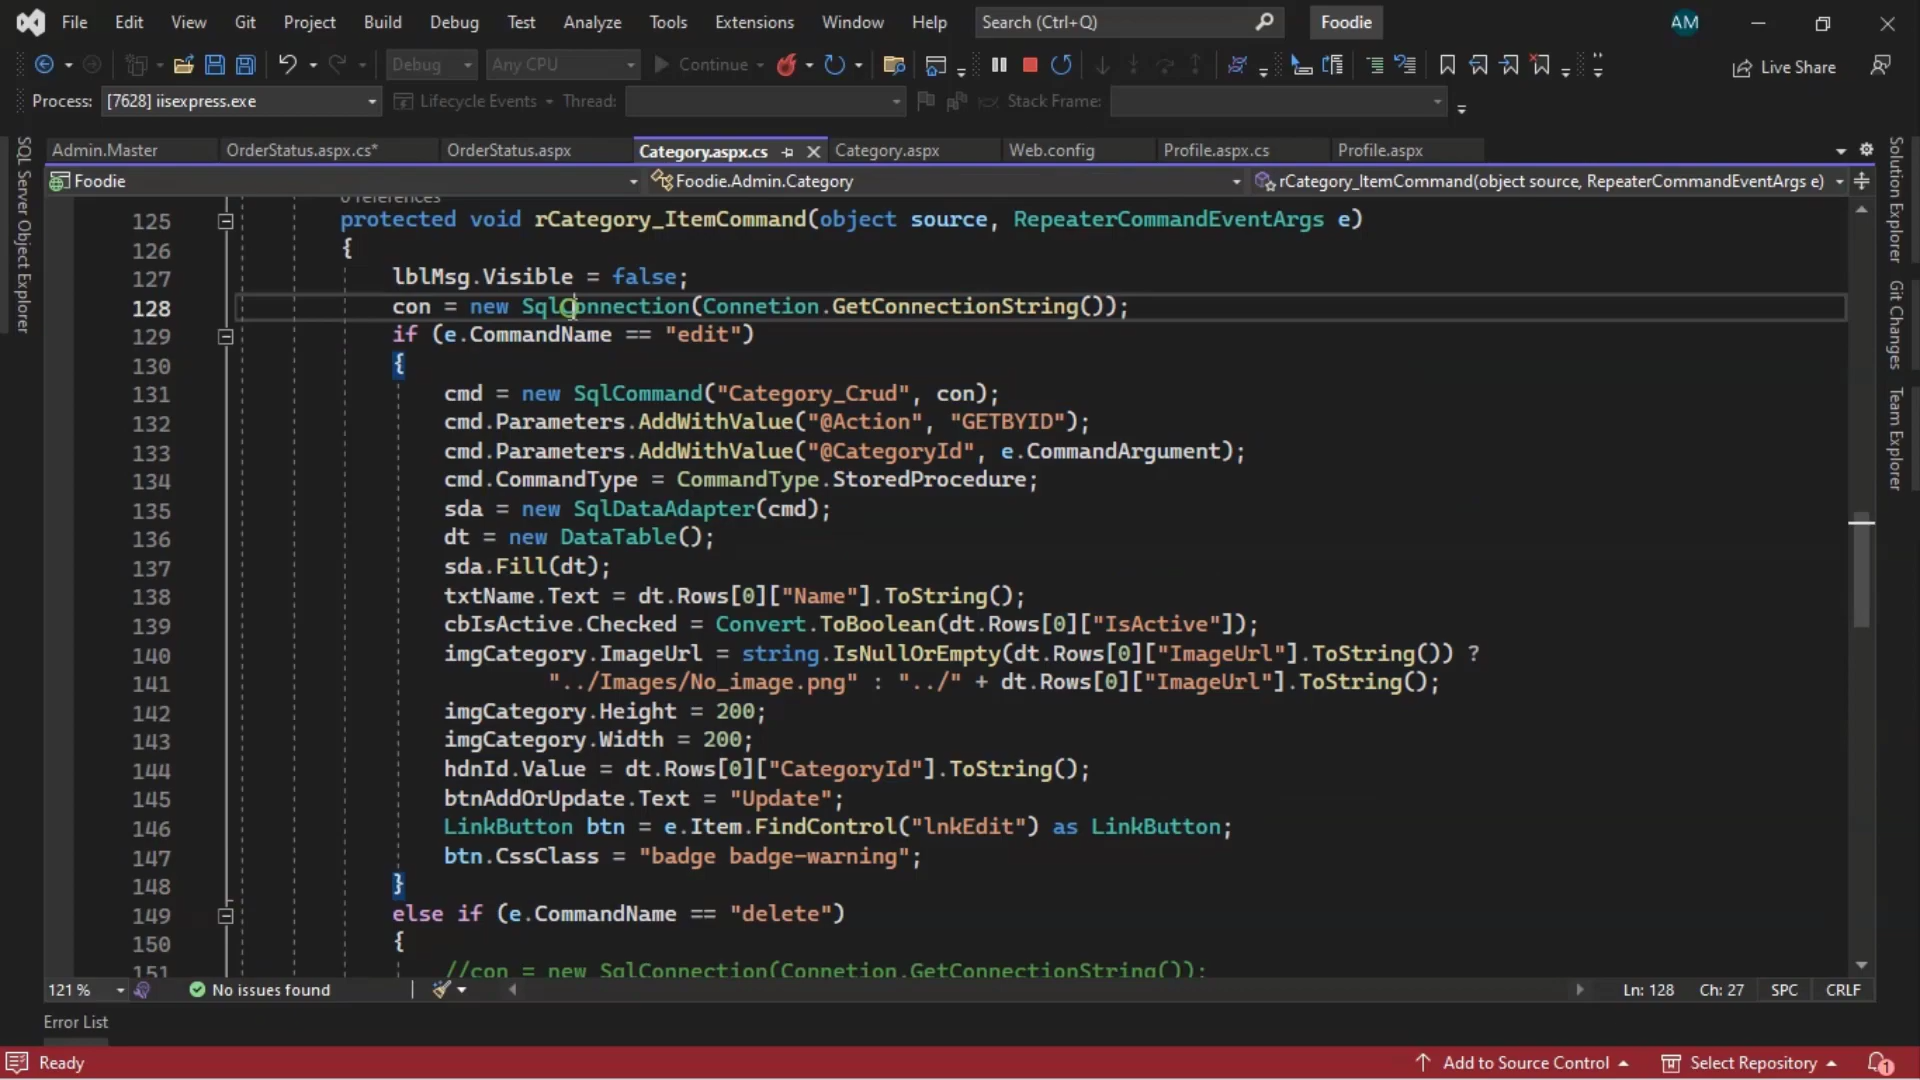 File Edit View Git Project Build Debug Test Analyze Tools Extensions Window Help Search (Ctrl+Q) Foodie AM
Debug Any CPU Continue Live Share
Process: [7628] iisexpress.exe Lifecycle Events Thread: Stack Frame:
Admin.Master OrderStatus.aspx.cs* OrderStatus.aspx Category.aspx.cs Category.aspx Web.config Profile.aspx.cs Profile.aspx
Foodie Foodie.Admin.Category rCategory_ItemCommand(object source, RepeaterCommandEventArgs e)
SQL Server Object Explorer
Solution Explorer
Git Changes
Team Explorer
0 references
125 protected void rCategory_ItemCommand(object source, RepeaterCommandEventArgs e)
126 {
127 lblMsg.Visible = false;
128 con = new SqlConnection(Connetion.GetConnectionString());
129 if (e.CommandName == "edit")
130 {
131 cmd = new SqlCommand("Category_Crud", con);
132 cmd.Parameters.AddWithValue("@Action", "GETBYID");
133 cmd.Parameters.AddWithValue("@CategoryId", e.CommandArgument);
134 cmd.CommandType = CommandType.StoredProcedure;
135 sda = new SqlDataAdapter(cmd);
136 dt = new DataTable();
137 sda.Fill(dt);
138 txtName.Text = dt.Rows[0]["Name"].ToString();
139 cbIsActive.Checked = Convert.ToBoolean(dt.Rows[0]["IsActive"]);
140 imgCategory.ImageUrl = string.IsNullOrEmpty(dt.Rows[0]["ImageUrl"].ToString()) ?
141 "../Images/No_image.png" : "../" + dt.Rows[0]["ImageUrl"].ToString();
142 imgCategory.Height = 200;
143 imgCategory.Width = 200;
144 hdnId.Value = dt.Rows[0]["CategoryId"].ToString();
145 btnAddOrUpdate.Text = "Update";
146 LinkButton btn = e.Item.FindControl("lnkEdit") as LinkButton;
147 btn.CssClass = "badge badge-warning";
148 }
149 else if (e.CommandName == "delete")
150 {
151 //con = new SqlConnection(Connetion.GetConnectionString());
121 % No issues found Ln: 128 Ch: 27 SPC CRLF
Error List
Ready Add to Source Control Select Repository 1